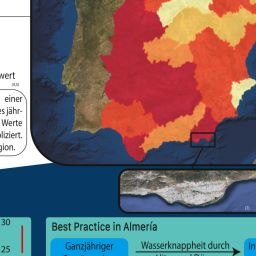 wert
einer
es jähr-
Werte
liziert.
gion.
30
25
Best Practice in Almería
Ganzjähriger
Wasserknappheit durch
In